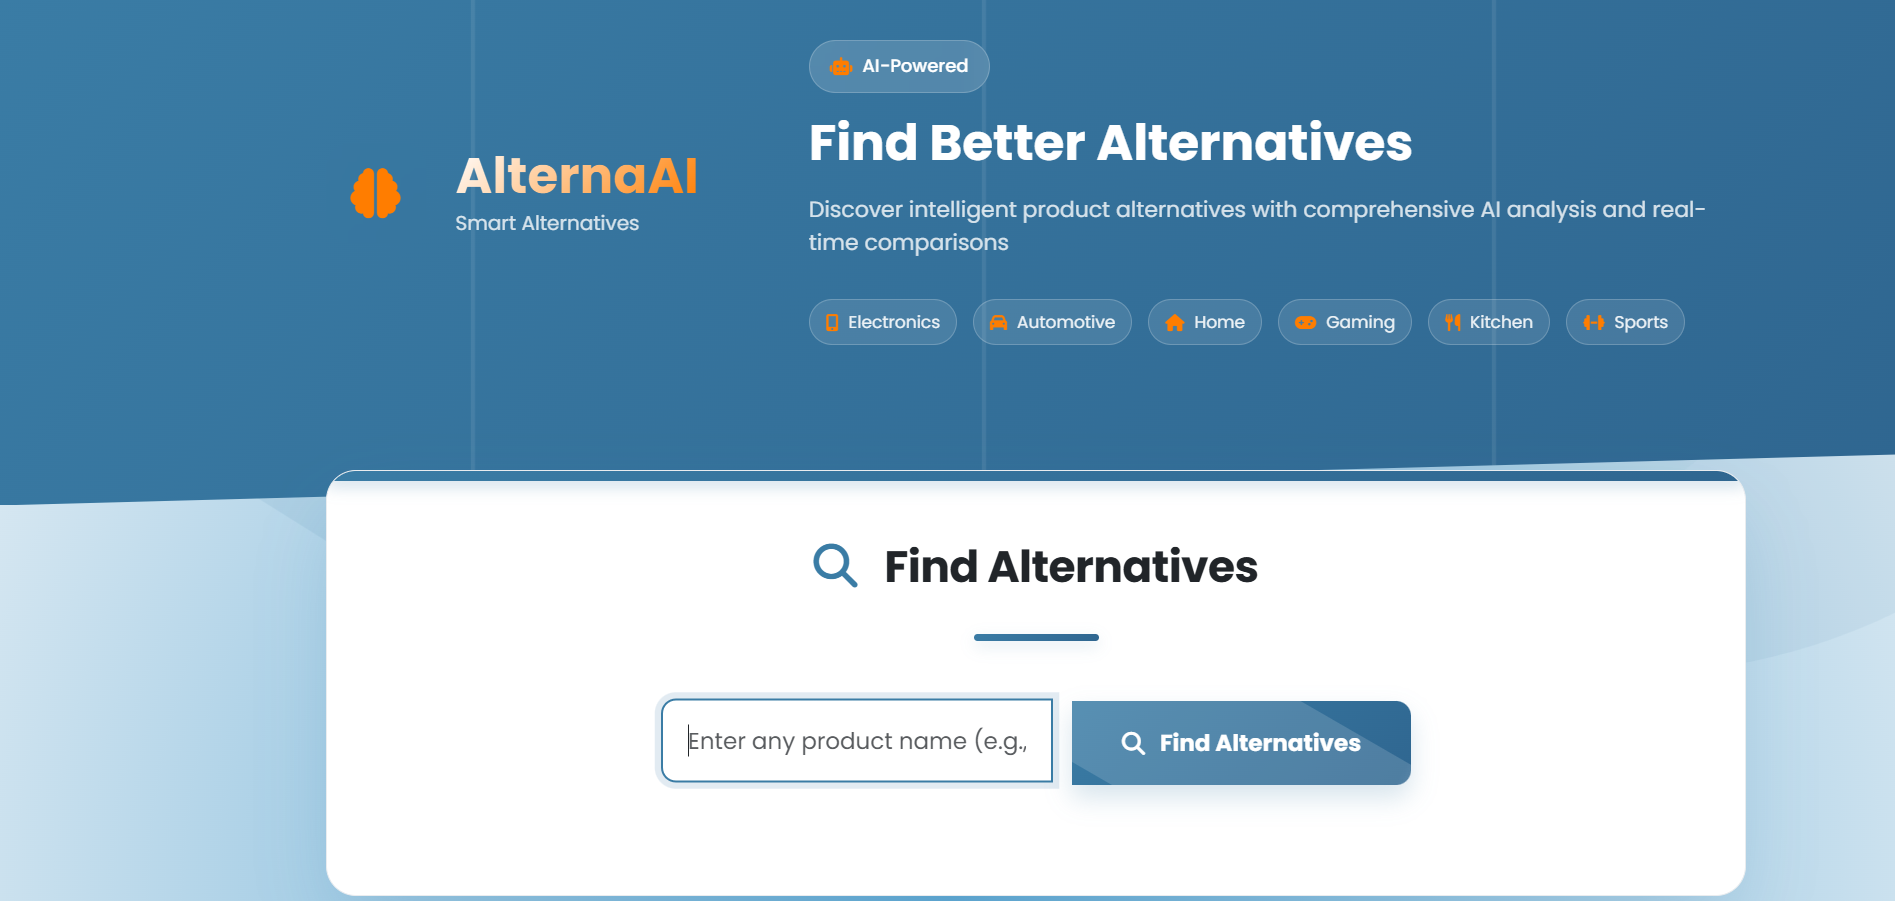 AlternaAI
Smart Alternatives
AI-Powered
Find Better Alternatives
Discover intelligent product alternatives with comprehensive AI analysis and real-
time comparisons
Electronics
Automotive
Home
Gaming
Kitchen
Sports
Find Alternatives
Enter any product name (e.g.,
Find Alternatives